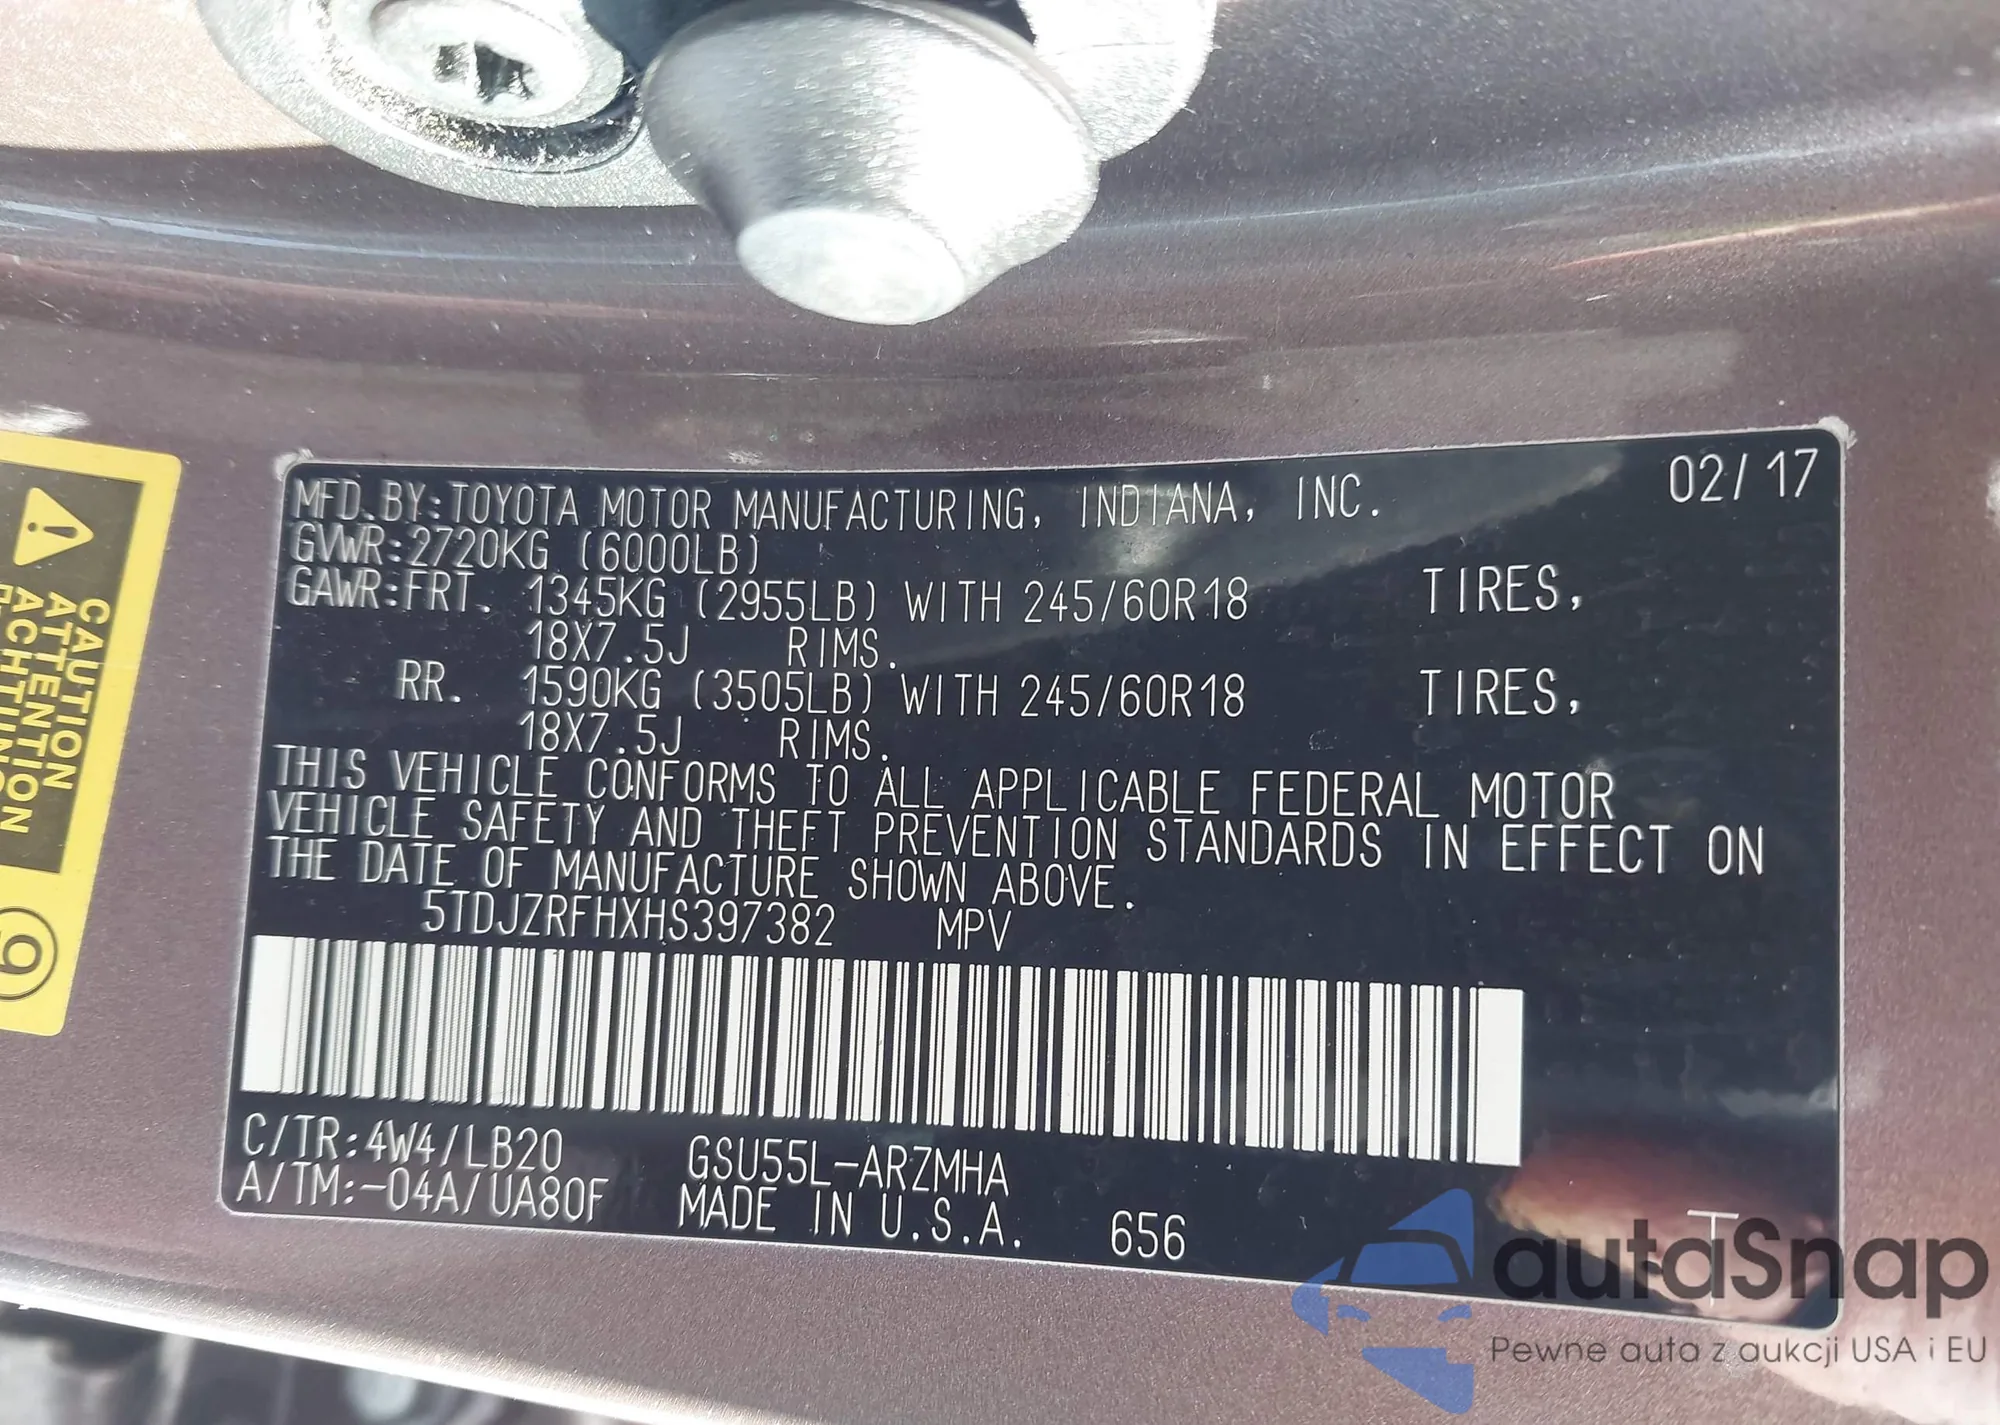 MFD.BY:TOYOTA MOTOR MANUFACTURING, INDIANA, INC. 02/17
GVWR:2720KG (6000LB)
GAWR:FRT. 1345KG (2955LB) WITH 245/60R18 TIRES,
18X7.5J RIMS.
RR. 1590KG (3505LB) WITH 245/60R18 TIRES,
18X7.5J RIMS.
THIS VEHICLE CONFORMS TO ALL APPLICABLE FEDERAL MOTOR
VEHICLE SAFETY AND THEFT PREVENTION STANDARDS IN EFFECT ON
THE DATE OF MANUFACTURE SHOWN ABOVE.
5TDJZRFHXHS397382 MPV
C/TR:4W4/LB20 GSU55L-ARZMHA
A/TM:-04A/UA80F MADE IN U.S.A. 656
T
CAUTION
ATTENTION
ACHTUNG
9
autaSnap
Pewne auta z aukcji USA i EU